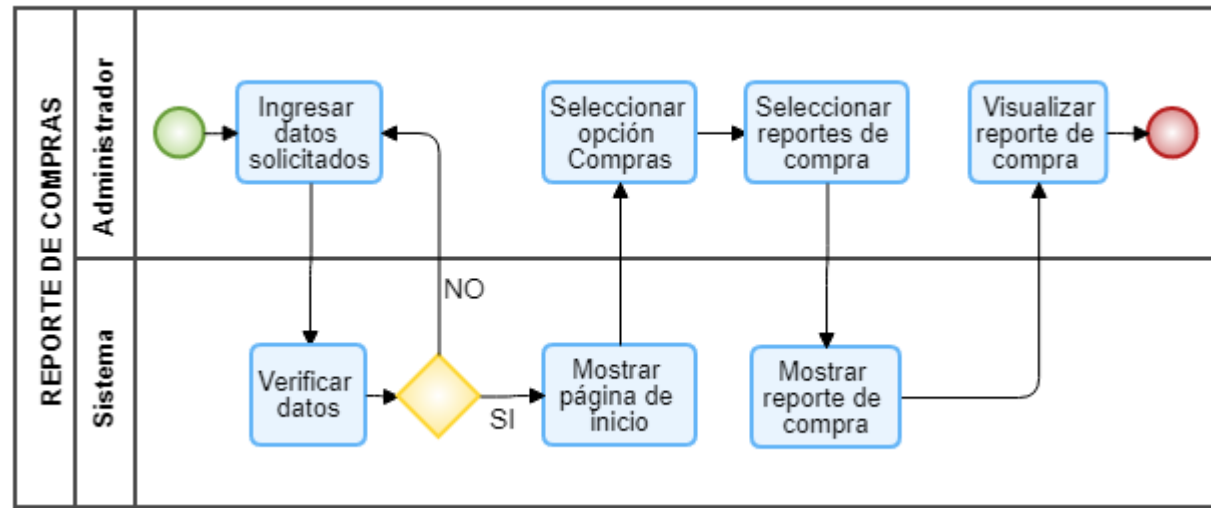 REPORTE DE COMPRAS
Administrador
Ingresar
datos
solicitados
Seleccionar
opción
Compras
Seleccionar
reportes de
compra
Visualizar
reporte de
compra
Sistema
NO
Verificar
datos
SI
Mostrar
página de
inicio
Mostrar
reporte de
compra